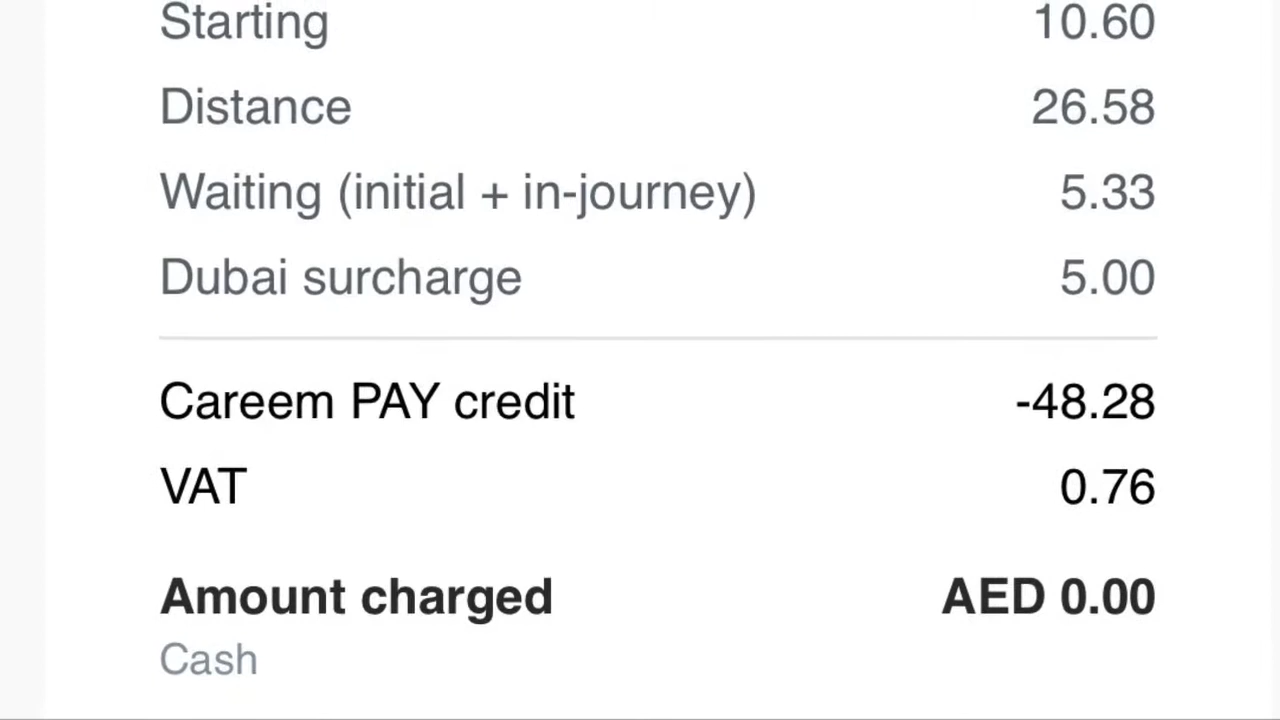 Starting 10.60
Distance 26.58
Waiting (initial + in-journey) 5.33
Dubai surcharge 5.00
Careem PAY credit -48.28
VAT 0.76
Amount charged AED 0.00
Cash